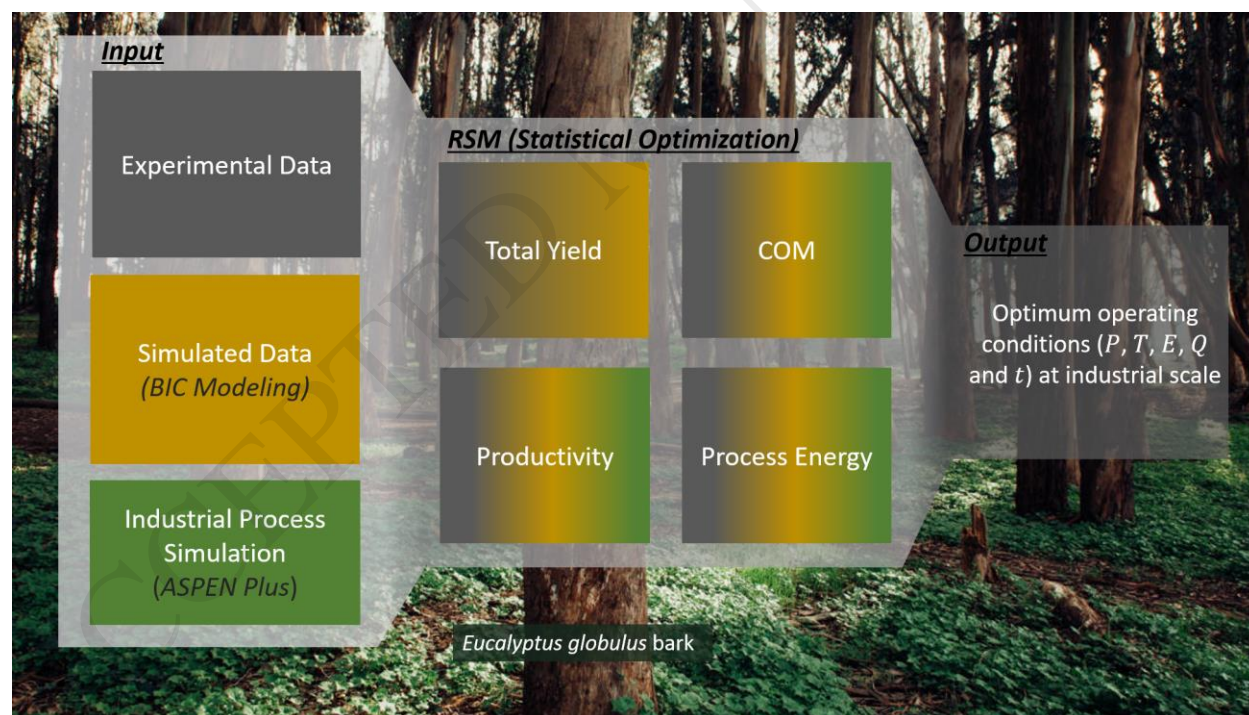 Input
Experimental Data
Simulated Data
(BIC Modeling)
Industrial Process
Simulation
(ASPEN Plus)
RSM (Statistical Optimization)
Total Yield
COM
Productivity
Process Energy
Output
Optimum operating
conditions (P, T, E, Q
and t) at industrial scale
Eucalyptus globulus bark
CCEPTED M